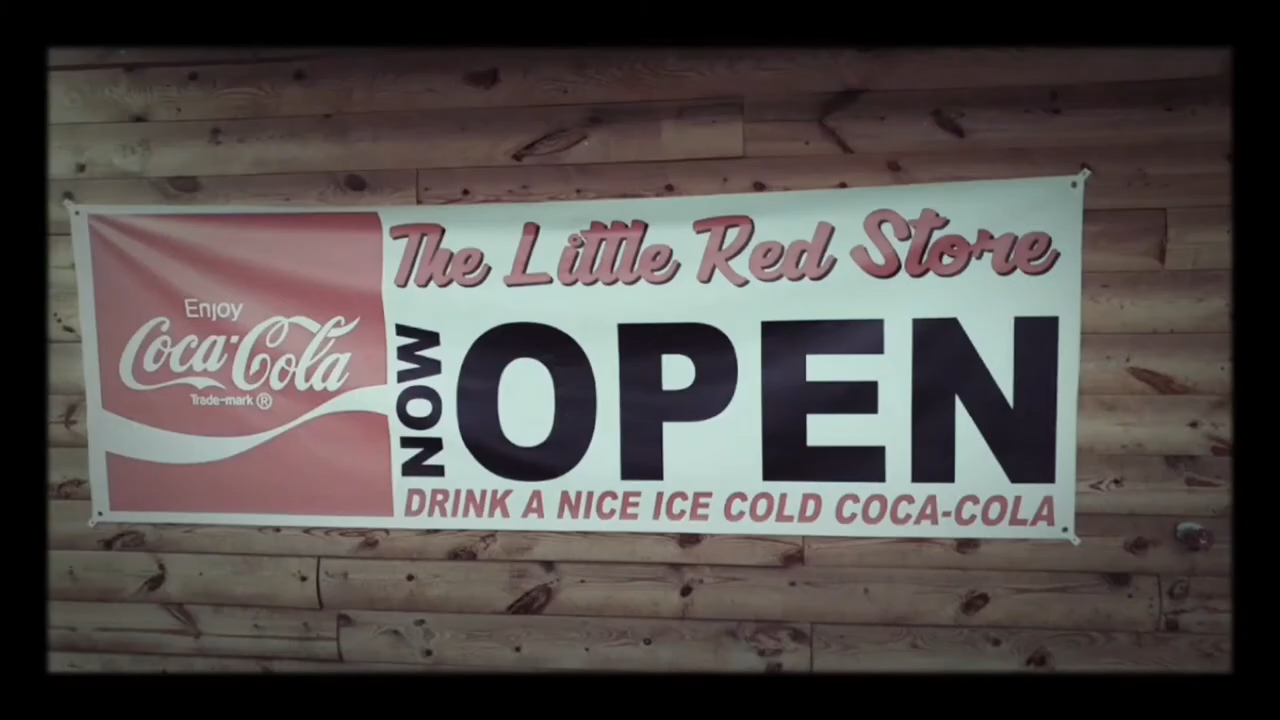 Enjoy
Coca-Cola
Trade-mark ®
The Little Red Store
NOW
OPEN
DRINK A NICE ICE COLD COCA-COLA